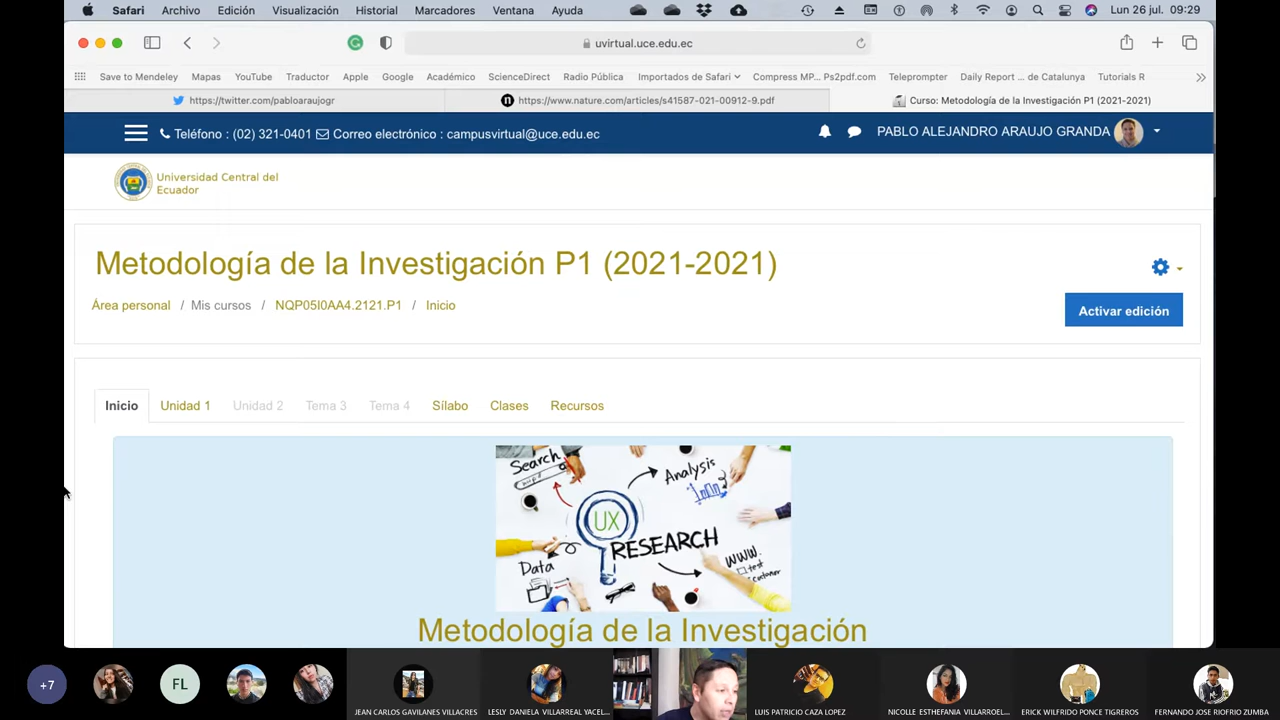 Safari Archivo Edición Visualización Historial Marcadores Ventana Ayuda Lun 26 jul. 09:29
uvirtual.uce.edu.ec
Save to Mendeley Mapas YouTube Traductor Apple Google Académico ScienceDirect Radio Pública Importados de Safari Compress MP... Ps2pdf.com Teleprompter Daily Report ... de Catalunya Tutorials R
https://twitter.com/pabloaraujogr https://www.nature.com/articles/s41587-021-00912-9.pdf Curso: Metodología de la Investigación P1 (2021-2021)
Teléfono : (02) 321-0401 Correo electrónico : campusvirtual@uce.edu.ec PABLO ALEJANDRO ARAUJO GRANDA
Universidad Central del
Ecuador
Metodología de la Investigación P1 (2021-2021)
Área personal / Mis cursos / NQP05I0AA4.2121.P1 / Inicio
Activar edición
Inicio Unidad 1 Unidad 2 Tema 3 Tema 4 Sílabo Clases Recursos
Search
Analysis
UX
RESEARCH
Data
WWW.
test
Metodología de la Investigación
+7 FL
JEAN CARLOS GAVILANES VILLACRES LESLY DANIELA VILLARREAL YACEL... LUIS PATRICIO CAZA LOPEZ NICOLLE ESTHEFANIA VILLARROEL... ERICK WILFRIDO PONCE TIGREROS FERNANDO JOSE RIOFRIO ZUMBA